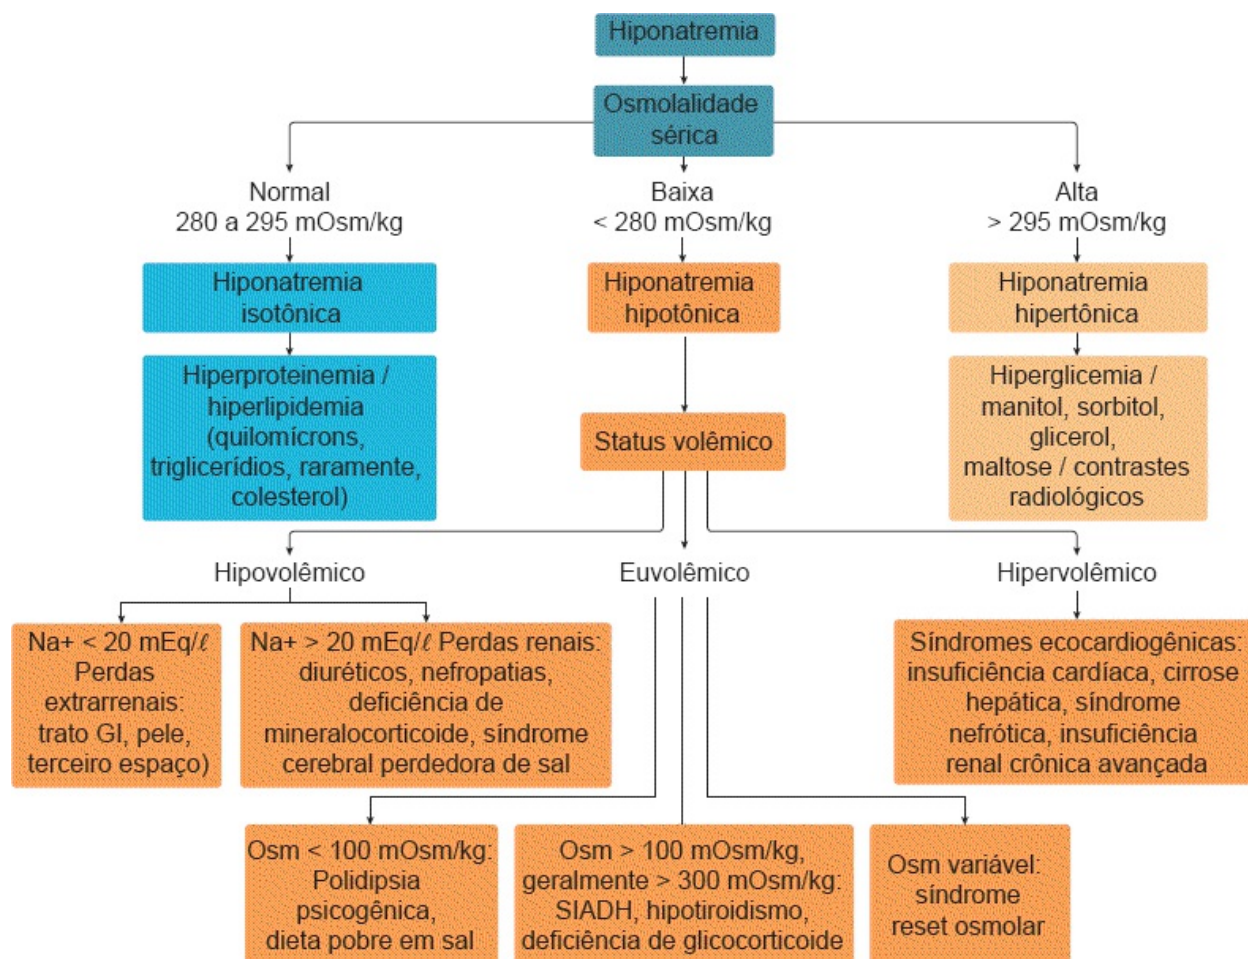 Hiponatremia
Osmolalidade
sérica
Normal
280 a 295 mOsm/kg
Baixa
< 280 mOsm/kg
Alta
> 295 mOsm/kg
Hiponatremia
isotônica
Hiponatremia
hipotônica
Hiponatremia
hipertônica
Hiperproteinemia /
hiperlipidemia
(quilomícrons,
triglicerídios, raramente,
colesterol)
Status volêmico
Hiperglicemia /
manitol, sorbitol,
glicerol,
maltose / contrastes
radiológicos
Hipovolêmico
Euvolêmico
Hipervolêmico
Na+ < 20 mEq/ℓ
Perdas
extrarrenais:
trato GI, pele,
terceiro espaço)
Na+ > 20 mEq/ℓ Perdas renais:
diuréticos, nefropatias,
deficiência de
mineralocorticoide, síndrome
cerebral perdedora de sal
Síndromes ecocardiogênicas:
insuficiência cardíaca, cirrose
hepática, síndrome
nefrótica, insuficiência
renal crônica avançada
Osm < 100 mOsm/kg:
Polidipsia
psicogênica,
dieta pobre em sal
Osm > 100 mOsm/kg,
geralmente > 300 mOsm/kg:
SIADH, hipotiroidismo,
deficiência de glicocorticoide
Osm variável:
síndrome
reset osmolar